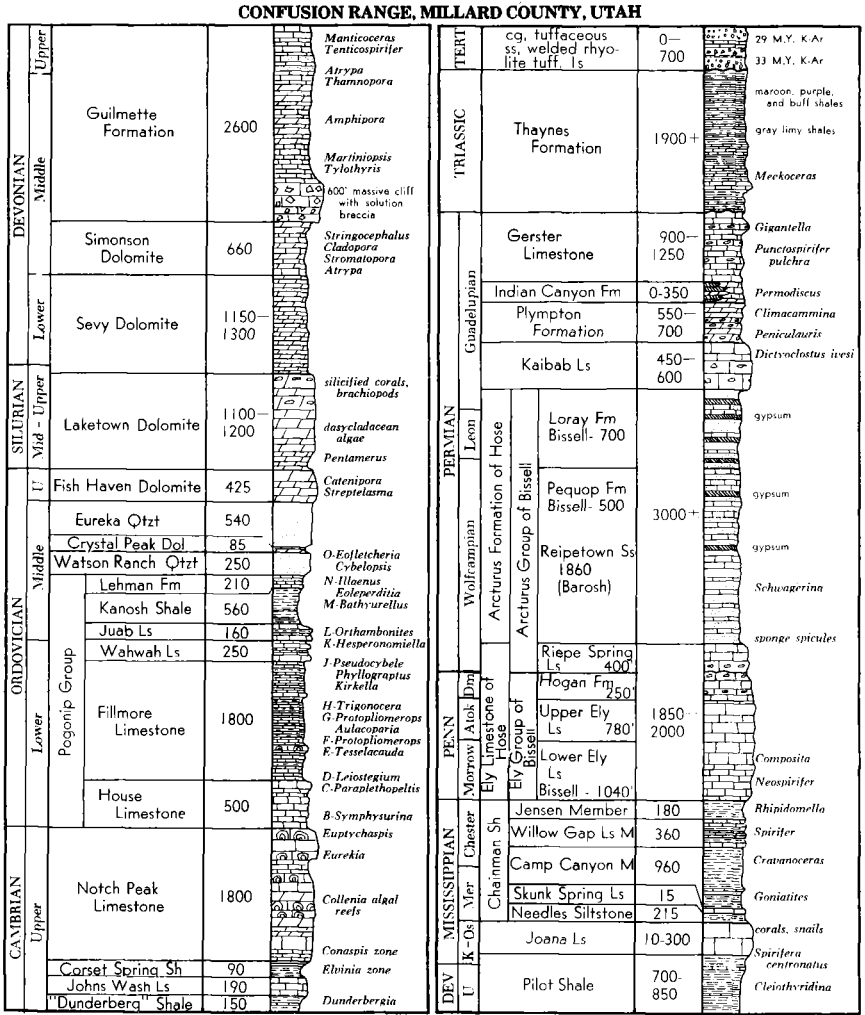 CONFUSION RANGE, MILLARD COUNTY, UTAH
DEVONIAN
Upper
Middle
Lower
Guilmette
Formation
2600
Manticoceras
Tenticospirifer
Atrypa
Thamnopora
Amphipora
Martiniopsis
Tylothyris
600' massive cliff
with solution
breccia
Simonson
Dolomite
660
Stringocephalus
Cladopora
Stromatopora
Atrypa
Sevy Dolomite
1150—
1300
SILURIAN
Mid - Upper
Laketown Dolomite
1100—
1200
silicified corals,
brachiopods
dasycladacean
algae
Pentamerus
ORDOVICIAN
U
Middle
Lower
Fish Haven Dolomite
425
Catenipora
Streptelasma
Eureka Qtzt
540
Crystal Peak Dol
85
Watson Ranch Qtzt
250
O-Eofletcheria
Cybelopsis
Pogonip Group
Lehman Fm
210
N-Illaenus
Eoleperditia
Kanosh Shale
560
M-Bathyurellus
Juab Ls
160
L-Orthambonites
Wahwah Ls
250
K-Hesperonomiella
Fillmore
Limestone
1800
J-Pseudocybele
Phyllograptus
Kirkella
H-Trigonocera
G-Protopliomerops
Aulacoparia
F-Protopliomerops
E-Tesselacauda
D-Leiostegium
C-Paraplethopeltis
House
Limestone
500
B-Symphysurina
CAMBRIAN
Upper
Notch Peak
Limestone
1800
Euptychaspis
Eurekia
Collenia algal
reefs
Conaspis zone
Corset Spring Sh
90
Elvinia zone
Johns Wash Ls
190
"Dunderberg" Shale
150
Dunderbergia
TERT
cg, tuffaceous
ss, welded rhyo-
lite tuff, ls
0—
700
29 M.Y. K-Ar
33 M.Y. K-Ar
TRIASSIC
Thaynes
Formation
1900+
maroon, purple,
and buff shales
gray limy shales
Meekoceras
PERMIAN
Guadelupian
Leon
Wolfcampian
Gerster
Limestone
900—
1250
Gigantella
Punctospirifer
pulchra
Indian Canyon Fm
0-350
Permodiscus
Plympton
Formation
550—
700
Climacammina
Peniculauris
Kaibab Ls
450—
600
Dictyoclostus ivesi
Arcturus Formation of Hose
Arcturus Group of Bissell
Loray Fm
Bissell- 700
gypsum
Pequop Fm
Bissell- 500
gypsum
3000+
Reipetown Ss
1860
(Barosh)
gypsum
Schwagerina
sponge spicules
Riepe Spring
Ls 400'
PENN
Dm
Atok
Morrow
Ely Limestone of
Hose
Ely Group of
Bissell
Hogan Fm
250'
Upper Ely
Ls 780'
1850—
2000
Lower Ely
Ls
Bissell - 1040'
Composita
Neospirifer
MISSISSIPPIAN
Chester
Mer
K - Os
Chainman Sh
Jensen Member
180
Rhipidomella
Willow Gap Ls M
360
Spirifer
Camp Canyon M
960
Cravanoceras
Skunk Spring Ls
15
Goniatites
Needles Siltstone
215
Joana Ls
10-300
corals, snails
Spirifera
centronatus
DEV
U
Pilot Shale
700-
850
Cleiothyridina